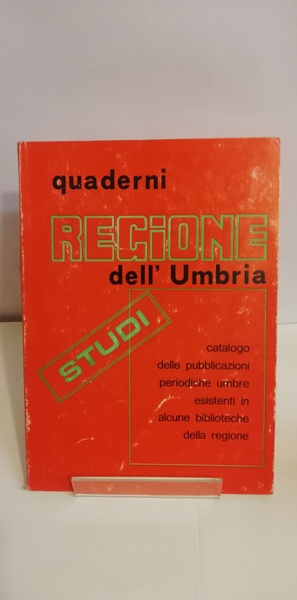 quaderni
REGiONE
dell' Umbria
STUDI
catalogo
delle pubblicazioni
periodiche umbre
esistenti in
alcune biblioteche
della regione